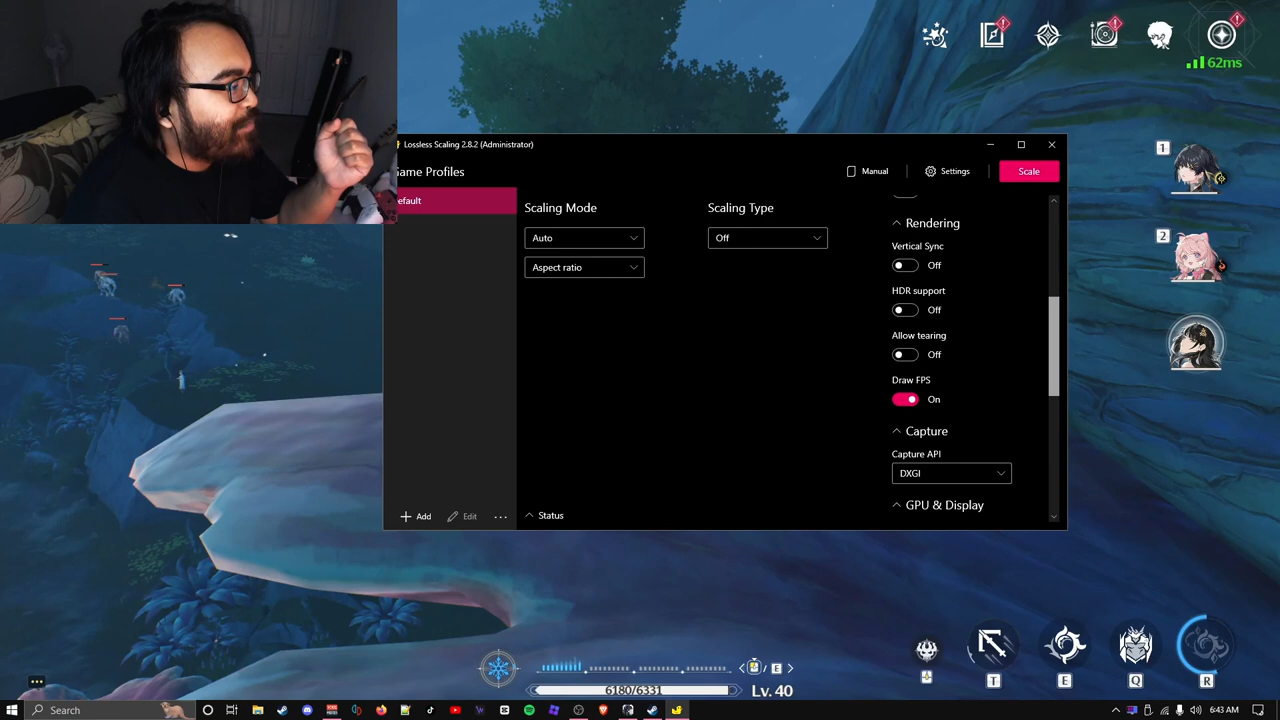 62ms
Lossless Scaling 2.8.2 (Administrator)
ame Profiles
Manual
Settings
Scale
efault
Scaling Mode
Auto
Aspect ratio
Scaling Type
Off
Rendering
Vertical Sync
Off
HDR support
Off
Allow tearing
Off
Draw FPS
On
Capture
Capture API
DXGI
GPU & Display
Add
Edit
Status
1
2
6180/6331
/ E
Lv. 40
T
E
Q
R
Search
6:43 AM